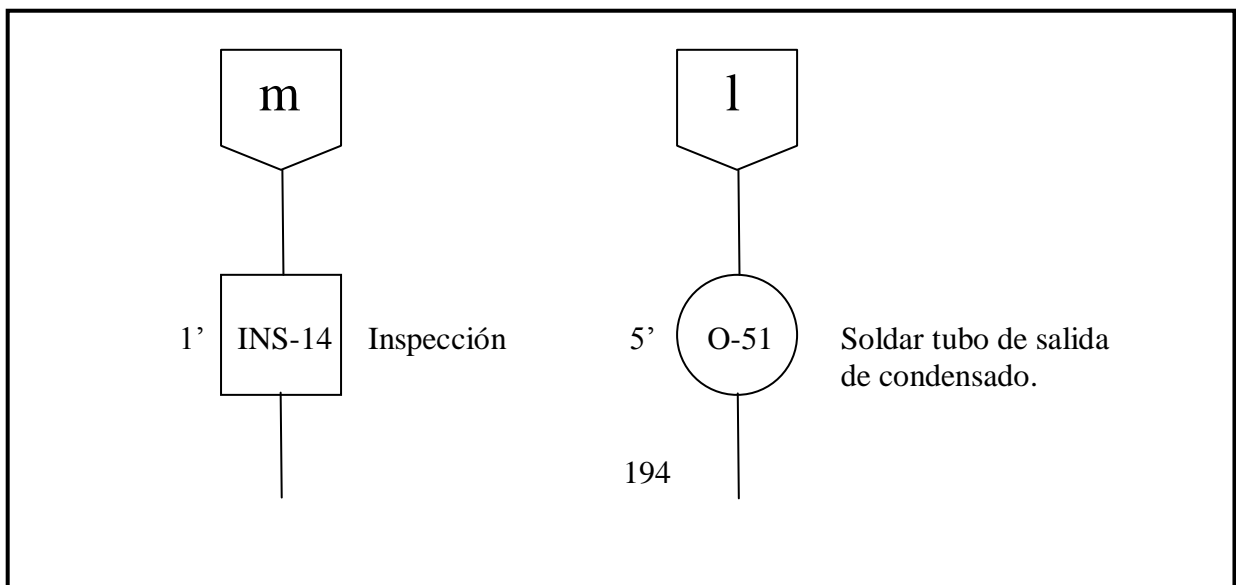 m
l
1’ INS-14 Inspección
5’ O-51 Soldar tubo de salida
de condensado.
194